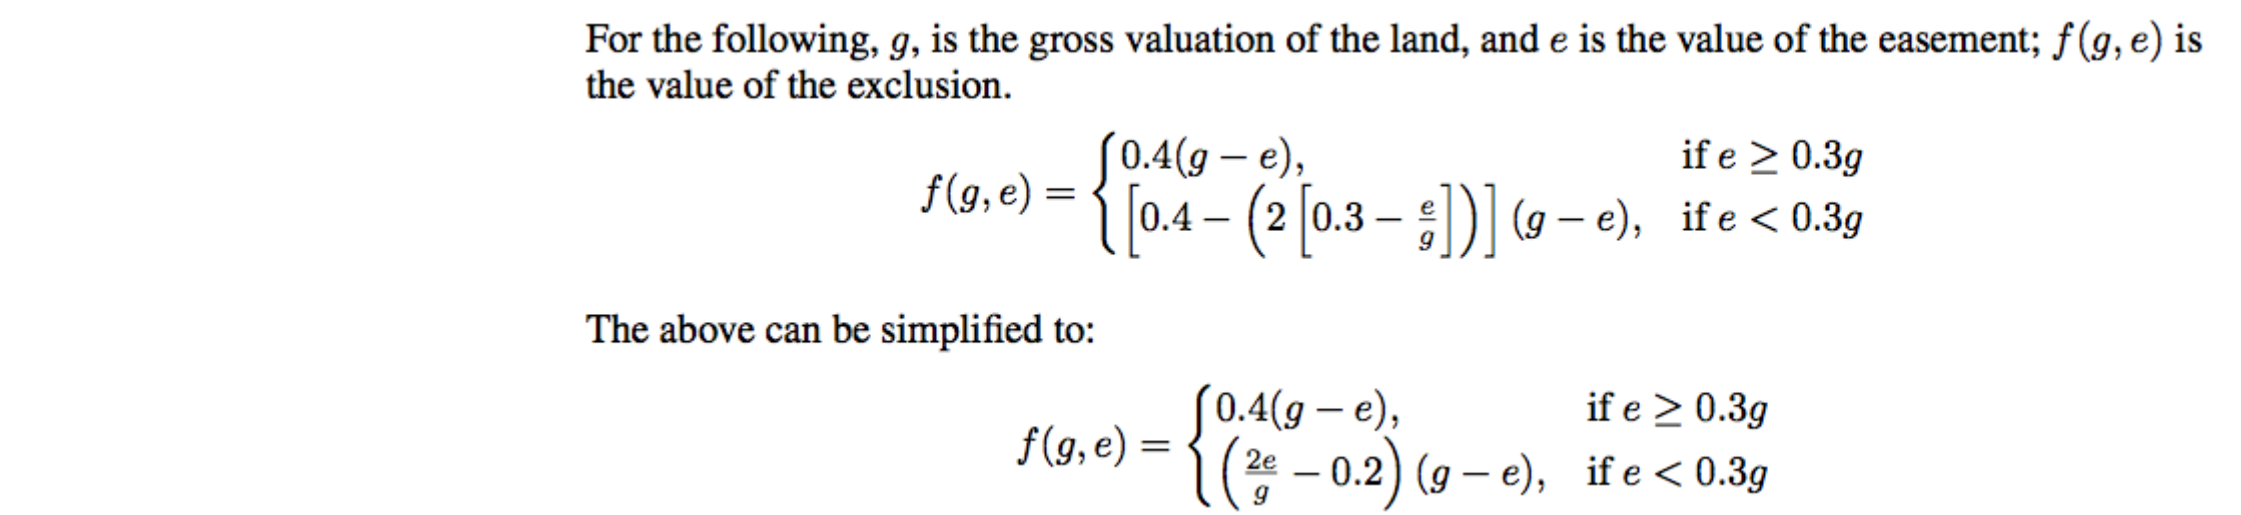 For the following, g, is the gross valuation of the land, and e is the value of the easement; f(g, e) is
the value of the exclusion.
f(g, e) = { 0.4(g − e), if e ≥ 0.3g
[0.4 − (2 [0.3 − e/g])] (g − e), if e < 0.3g
The above can be simplified to:
f(g, e) = { 0.4(g − e), if e ≥ 0.3g
(2e/g − 0.2) (g − e), if e < 0.3g